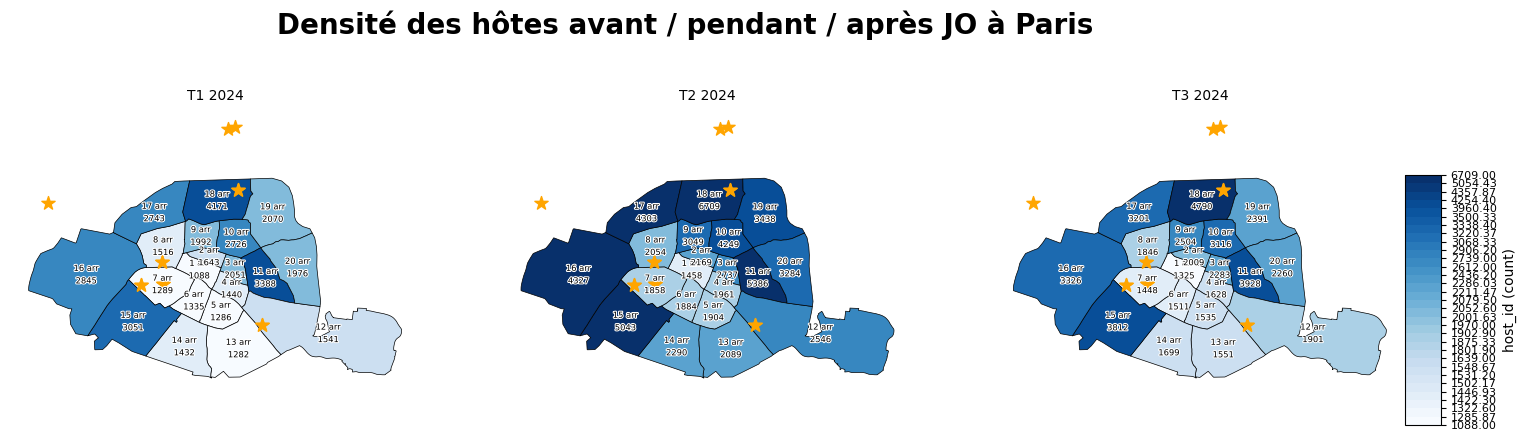 Densité des hôtes avant / pendant / après JO à Paris
T1 2024
18 arr
4171
17 arr
2743
19 arr
2070
9 arr
1992
10 arr
2726
8 arr
1516
2 arr
1643
1088
3 arr
2051
20 arr
1976
16 arr
2845
11 arr
3388
7 arr
1289
4 arr
1440
6 arr
1335
5 arr
1286
15 arr
3051
12 arr
1541
14 arr
1432
13 arr
1282
T2 2024
18 arr
6709
17 arr
4303
19 arr
3438
9 arr
3049
10 arr
4249
8 arr
2054
2 arr
2169
1458
3 arr
2737
20 arr
3284
16 arr
4327
11 arr
5386
7 arr
1858
4 arr
1961
6 arr
1884
5 arr
1904
15 arr
5043
12 arr
2546
14 arr
2290
13 arr
2089
T3 2024
18 arr
4790
17 arr
3201
19 arr
2391
9 arr
2504
10 arr
3116
8 arr
1846
2 arr
2009
1325
3 arr
2283
20 arr
2260
16 arr
3326
11 arr
3928
7 arr
1448
4 arr
1628
6 arr
1511
5 arr
1535
15 arr
3812
12 arr
1901
14 arr
1699
13 arr
1551
6709.00
5054.43
4357.87
4254.40
3960.40
3500.33
3338.40
3220.37
3068.33
2906.20
2739.00
2612.00
2436.20
2286.03
2211.47
2079.50
2052.60
2001.63
1970.00
1902.90
1875.33
1807.90
1639.00
1548.67
1531.20
1502.17
1446.93
1422.30
1322.60
1285.87
1088.00
host_id (count)